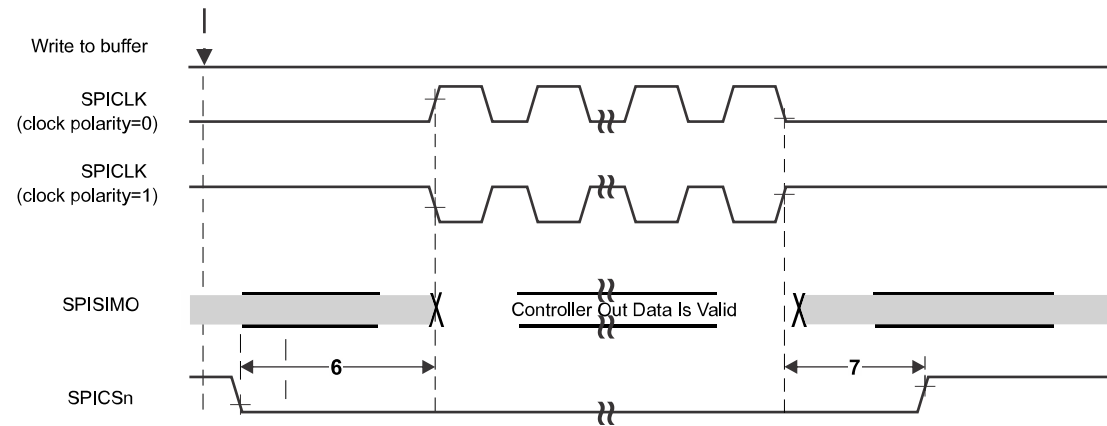 Write to buffer
SPICLK
(clock polarity=0)
SPICLK
(clock polarity=1)
SPISIMO
Controller Out Data Is Valid
6
7
SPICSn